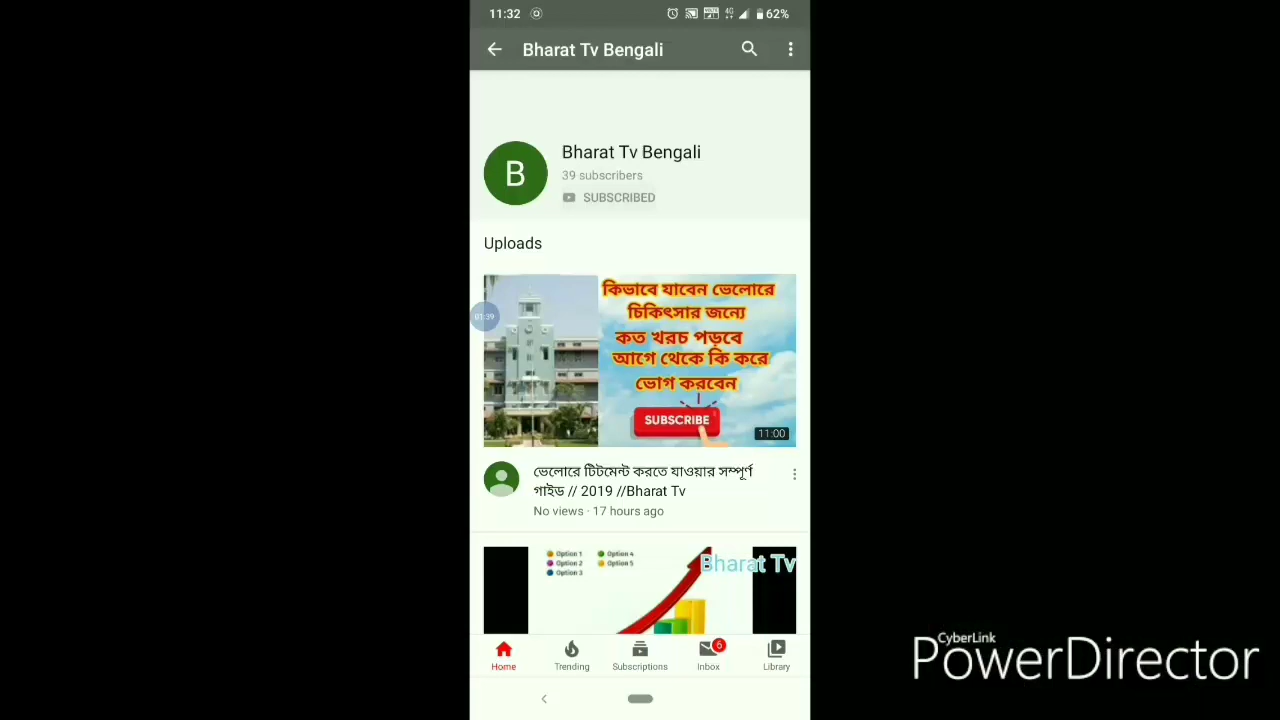 11:32 4G 62%
Bharat Tv Bengali
B
Bharat Tv Bengali
39 subscribers
SUBSCRIBED
Uploads
কিভাবে যাবেন ভেলোরে
চিকিৎসার জন্যে
কত খরচ পড়বে
আগে থেকে কি করে
ভোগ করবেন
SUBSCRIBE
11:00
01:39
ভেলোরে টিটমেন্ট করতে যাওয়ার সম্পূর্ণ
গাইড // 2019 //Bharat Tv
No views · 17 hours ago
Option 1 Option 4
Option 2 Option 5
Option 3
Bharat Tv
6
Home Trending Subscriptions Inbox Library
CyberLink
PowerDirector